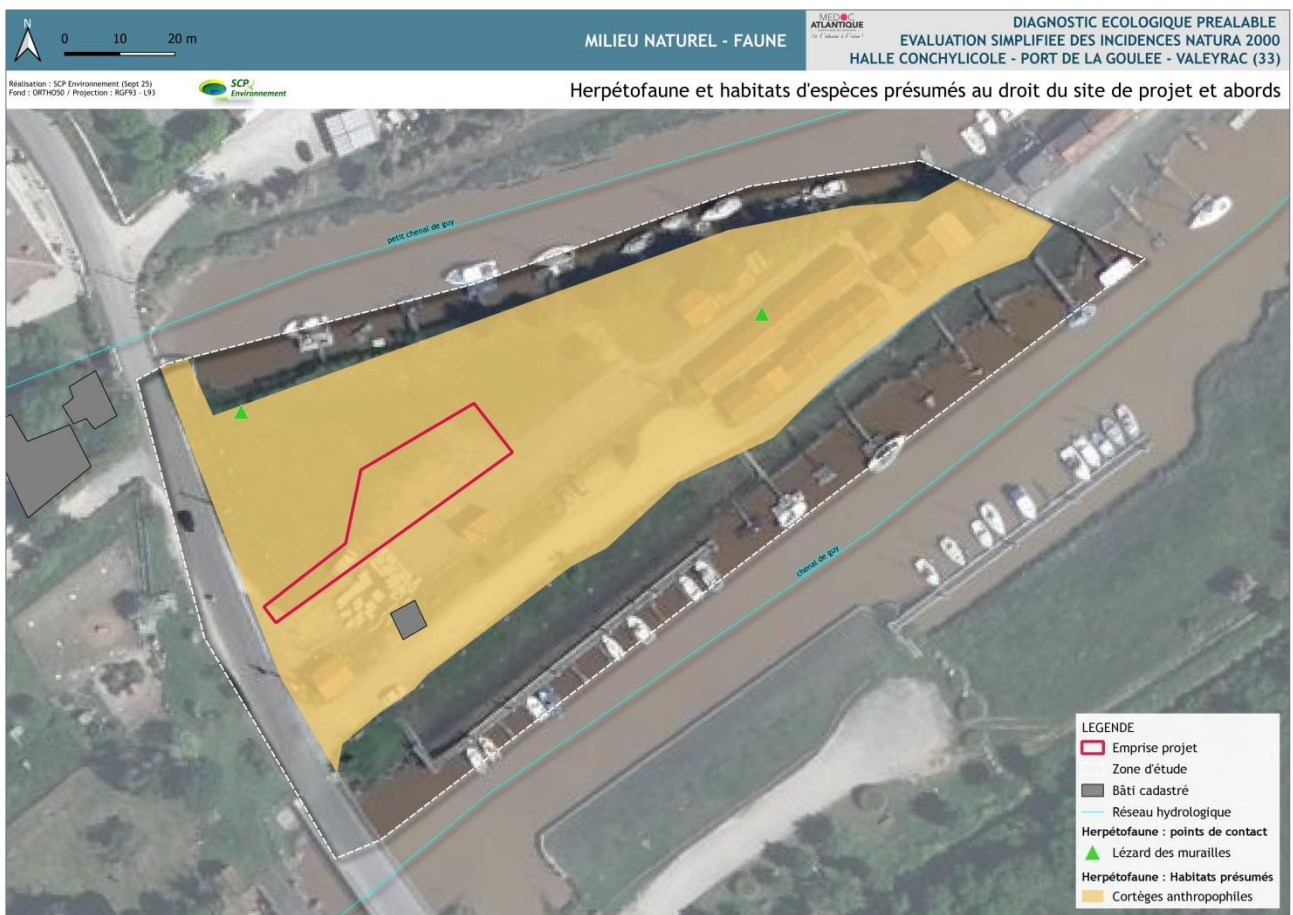 N
0 10 20 m
MILIEU NATUREL - FAUNE
MEDOC
ATLANTIQUE
DIAGNOSTIC ECOLOGIQUE PREALABLE
EVALUATION SIMPLIFIEE DES INCIDENCES NATURA 2000
HALLE CONCHYLICOLE - PORT DE LA GOULEE - VALEYRAC (33)
Réalisation : SCP Environnement (Sept 25)
Fond : ORTHO50 / Projection : RGF93 - L93
SCP
Environnement
Herpétofaune et habitats d'espèces présumés au droit du site de projet et abords
petit chenal de guy
chenal de guy
LEGENDE
Emprise projet
Zone d'étude
Bâti cadastré
Réseau hydrologique
Herpétofaune : points de contact
Lézard des murailles
Herpétofaune : Habitats présumés
Cortèges anthropophiles